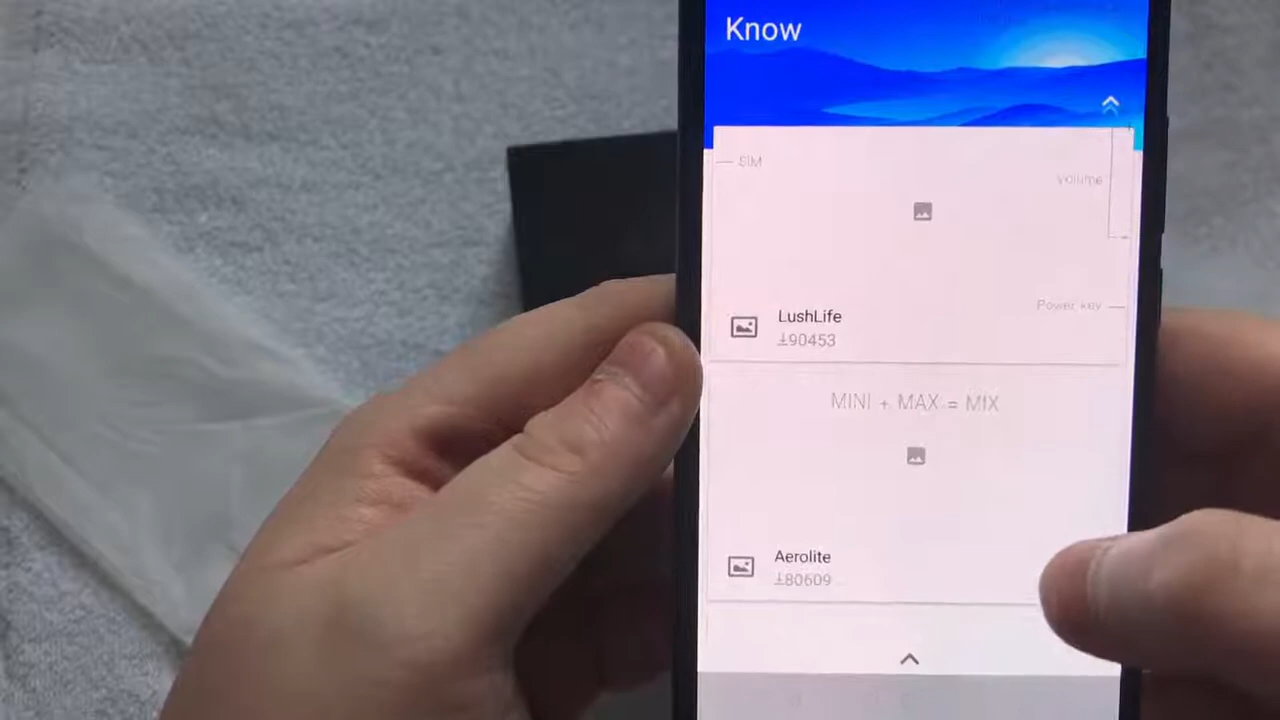 Know
SIM
Volume
LushLife
90453
Power key
MINI + MAX = MIX
Aerolite
80609